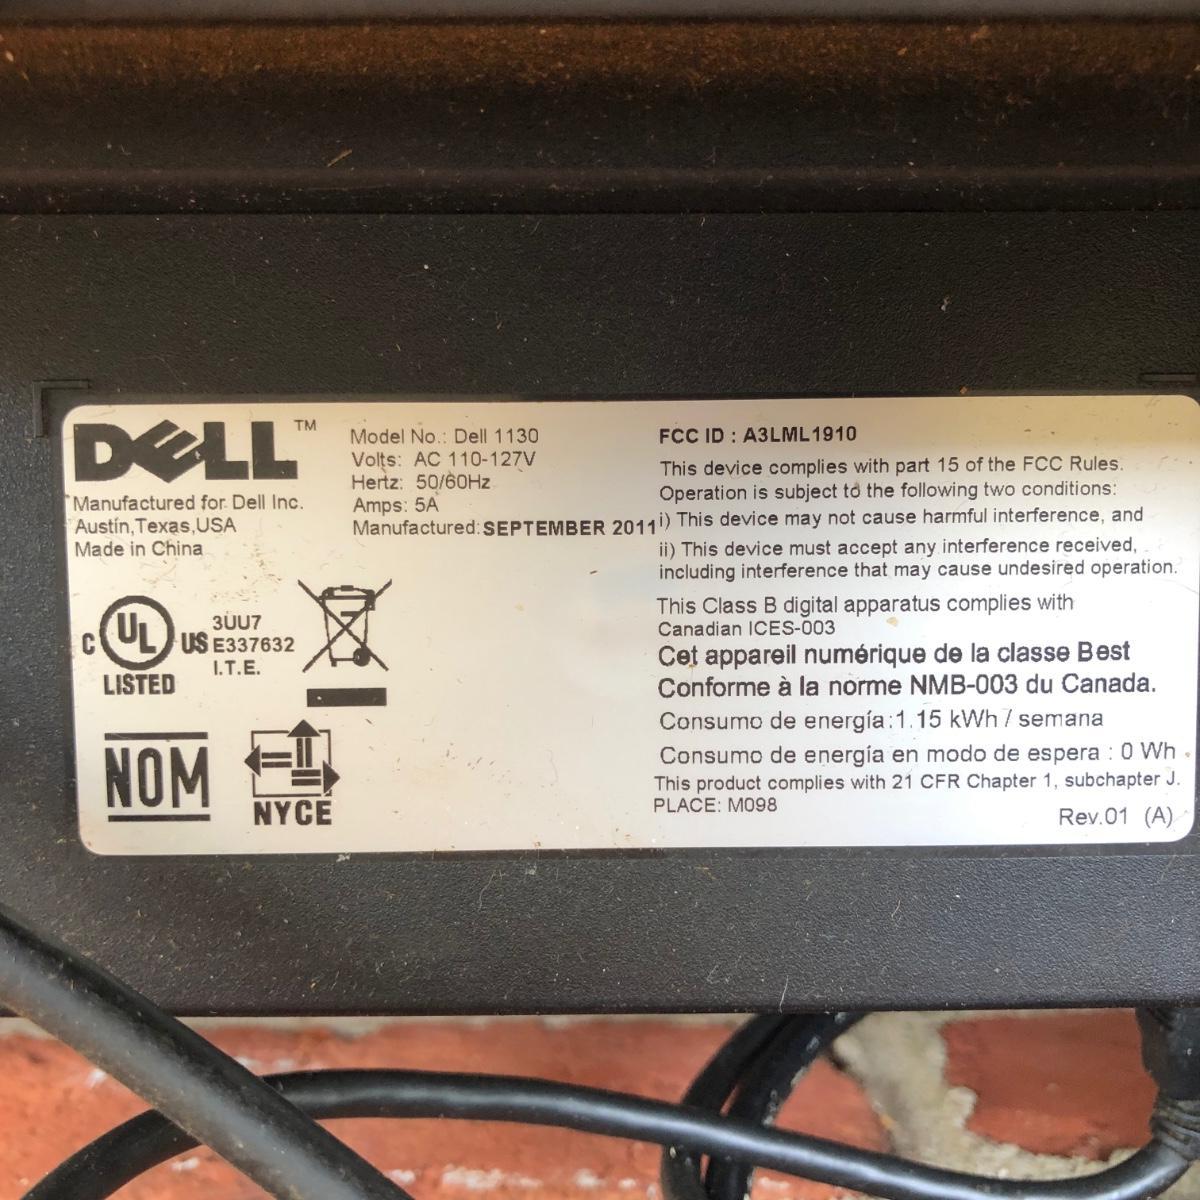 DELL™
Manufactured for Dell Inc.
Austin,Texas,USA
Made in China
Model No.: Dell 1130
Volts: AC 110-127V
Hertz: 50/60Hz
Amps: 5A
Manufactured: SEPTEMBER 2011
C UL US
LISTED
3UU7
E337632
I.T.E.
NOM
NYCE
FCC ID : A3LML1910
This device complies with part 15 of the FCC Rules.
Operation is subject to the following two conditions:
i) This device may not cause harmful interference, and
ii) This device must accept any interference received,
including interference that may cause undesired operation.
This Class B digital apparatus complies with
Canadian ICES-003
Cet appareil numérique de la classe B est
Conforme à la norme NMB-003 du Canada.
Consumo de energía:1.15 kWh / semana
Consumo de energía en modo de espera : 0 Wh
This product complies with 21 CFR Chapter 1, subchapter J.
PLACE: M098
Rev.01 (A)